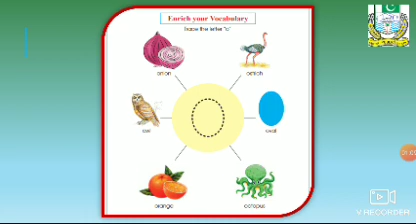 Enrich your Vocabulary
Trace the letter "o"
onion
ostrich
owl
oval
orange
octopus
V RECORDER